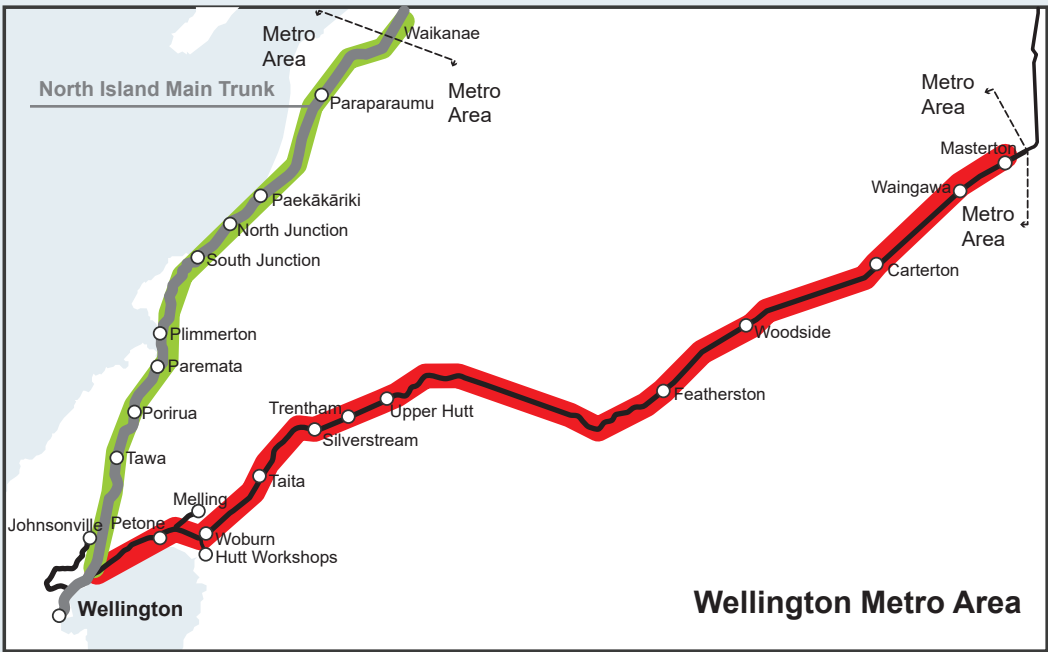 Metro
Area
Waikanae
North Island Main Trunk
Metro
Area
Paraparaumu
Metro
Area
Masterton
Waingawa
Metro
Area
Paekākāriki
North Junction
South Junction
Carterton
Plimmerton
Woodside
Paremata
Featherston
Porirua
Trentham
Upper Hutt
Silverstream
Tawa
Taita
Melling
Johnsonville
Petone
Woburn
Hutt Workshops
Wellington
Wellington Metro Area